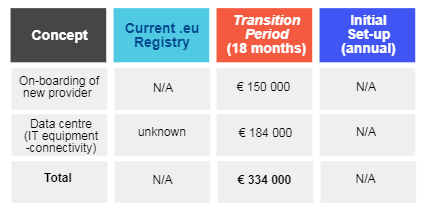 Concept
Current .eu
Registry
Transition
Period
(18 months)
Initial
Set-up
(annual)
On-boarding of
new provider
N/A
€ 150 000
N/A
Data centre
(IT equipment
-connectivity)
unknown
€ 184 000
N/A
Total
N/A
€ 334 000
N/A